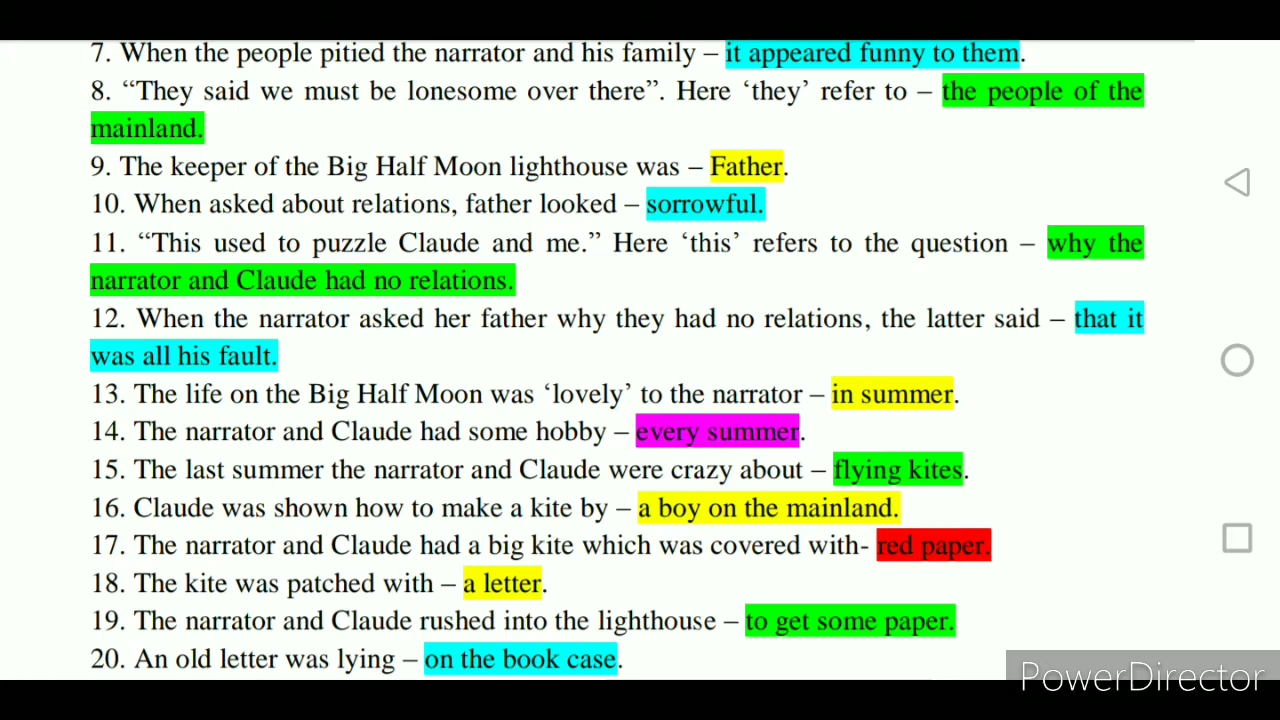 7. When the people pitied the narrator and his family – it appeared funny to them.
8. “They said we must be lonesome over there”. Here ‘they’ refer to – the people of the
mainland.
9. The keeper of the Big Half Moon lighthouse was – Father.
10. When asked about relations, father looked – sorrowful.
11. “This used to puzzle Claude and me.” Here ‘this’ refers to the question – why the
narrator and Claude had no relations.
12. When the narrator asked her father why they had no relations, the latter said – that it
was all his fault.
13. The life on the Big Half Moon was ‘lovely’ to the narrator – in summer.
14. The narrator and Claude had some hobby – every summer.
15. The last summer the narrator and Claude were crazy about – flying kites.
16. Claude was shown how to make a kite by – a boy on the mainland.
17. The narrator and Claude had a big kite which was covered with- red paper.
18. The kite was patched with – a letter.
19. The narrator and Claude rushed into the lighthouse – to get some paper.
20. An old letter was lying – on the book case.
PowerDirector